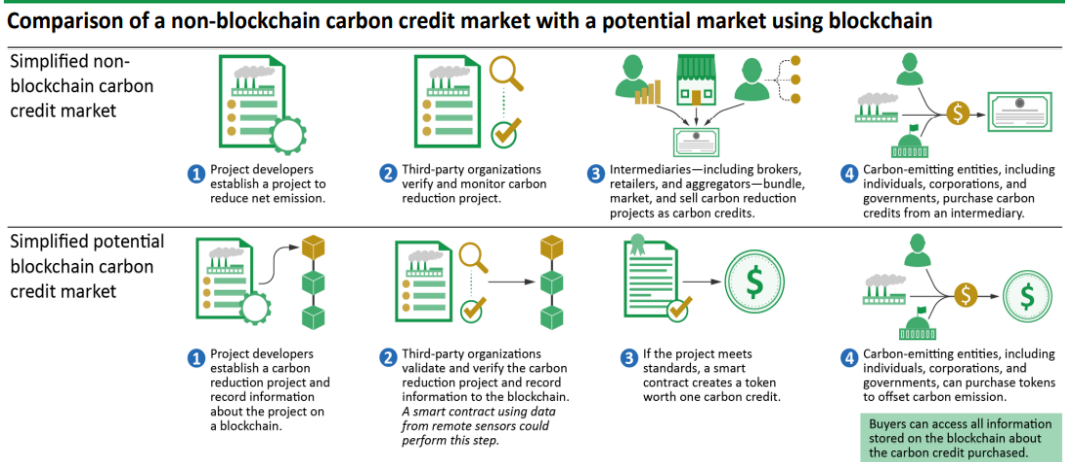 Comparison of a non-blockchain carbon credit market with a potential market using blockchain
Simplified non-
blockchain carbon
credit market
1 Project developers
establish a project to
reduce net emission.
2 Third-party organizations
verify and monitor carbon
reduction project.
3 Intermediaries—including brokers,
retailers, and aggregators—bundle,
market, and sell carbon reduction
projects as carbon credits.
$
4 Carbon-emitting entities, including
individuals, corporations, and
governments, purchase carbon
credits from an intermediary.
Simplified potential
blockchain carbon
credit market
1 Project developers
establish a carbon
reduction project and
record information
about the project on
a blockchain.
2 Third-party organizations
validate and verify the carbon
reduction project and record
information to the blockchain.
A smart contract using data
from remote sensors could
perform this step.
$
3 If the project meets
standards, a smart
contract creates a token
worth one carbon credit.
$ $
4 Carbon-emitting entities, including
individuals, corporations, and
governments, can purchase tokens
to offset carbon emission.
Buyers can access all information
stored on the blockchain about
the carbon credit purchased.